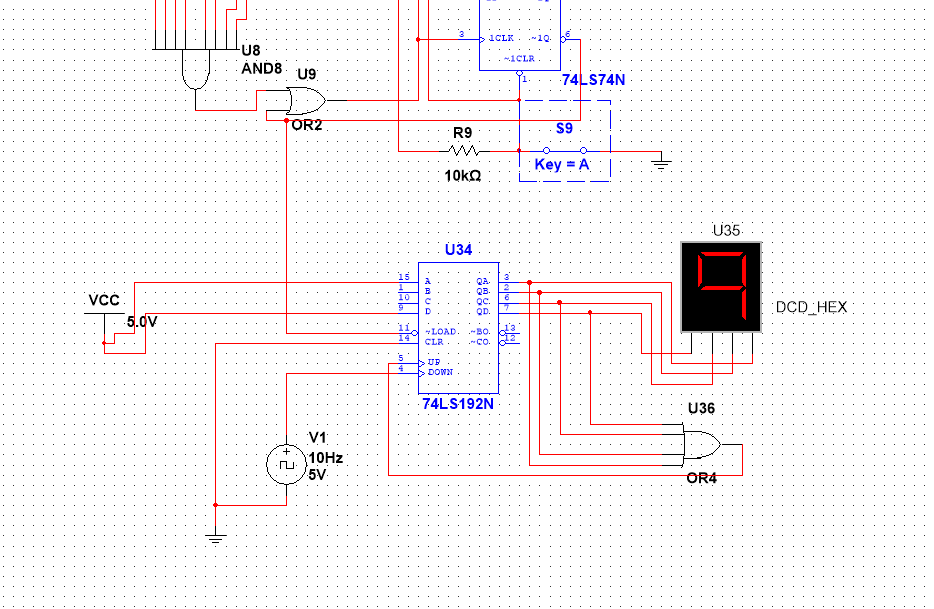 U8
AND8
U9
OR2
3 1CLK ~1Q 6
~1CLR
1
74LS74N
S9
Key = A
R9
10kΩ
U35
DCD_HEX
U34
15 A QA 3
1 B QB 2
10 C QC 6
9 D QD 7
11 ~LOAD ~BO 13
14 CLR ~CO 12
5 UP
4 DOWN
74LS192N
VCC
5.0V
V1
10Hz
5V
U36
OR4
9